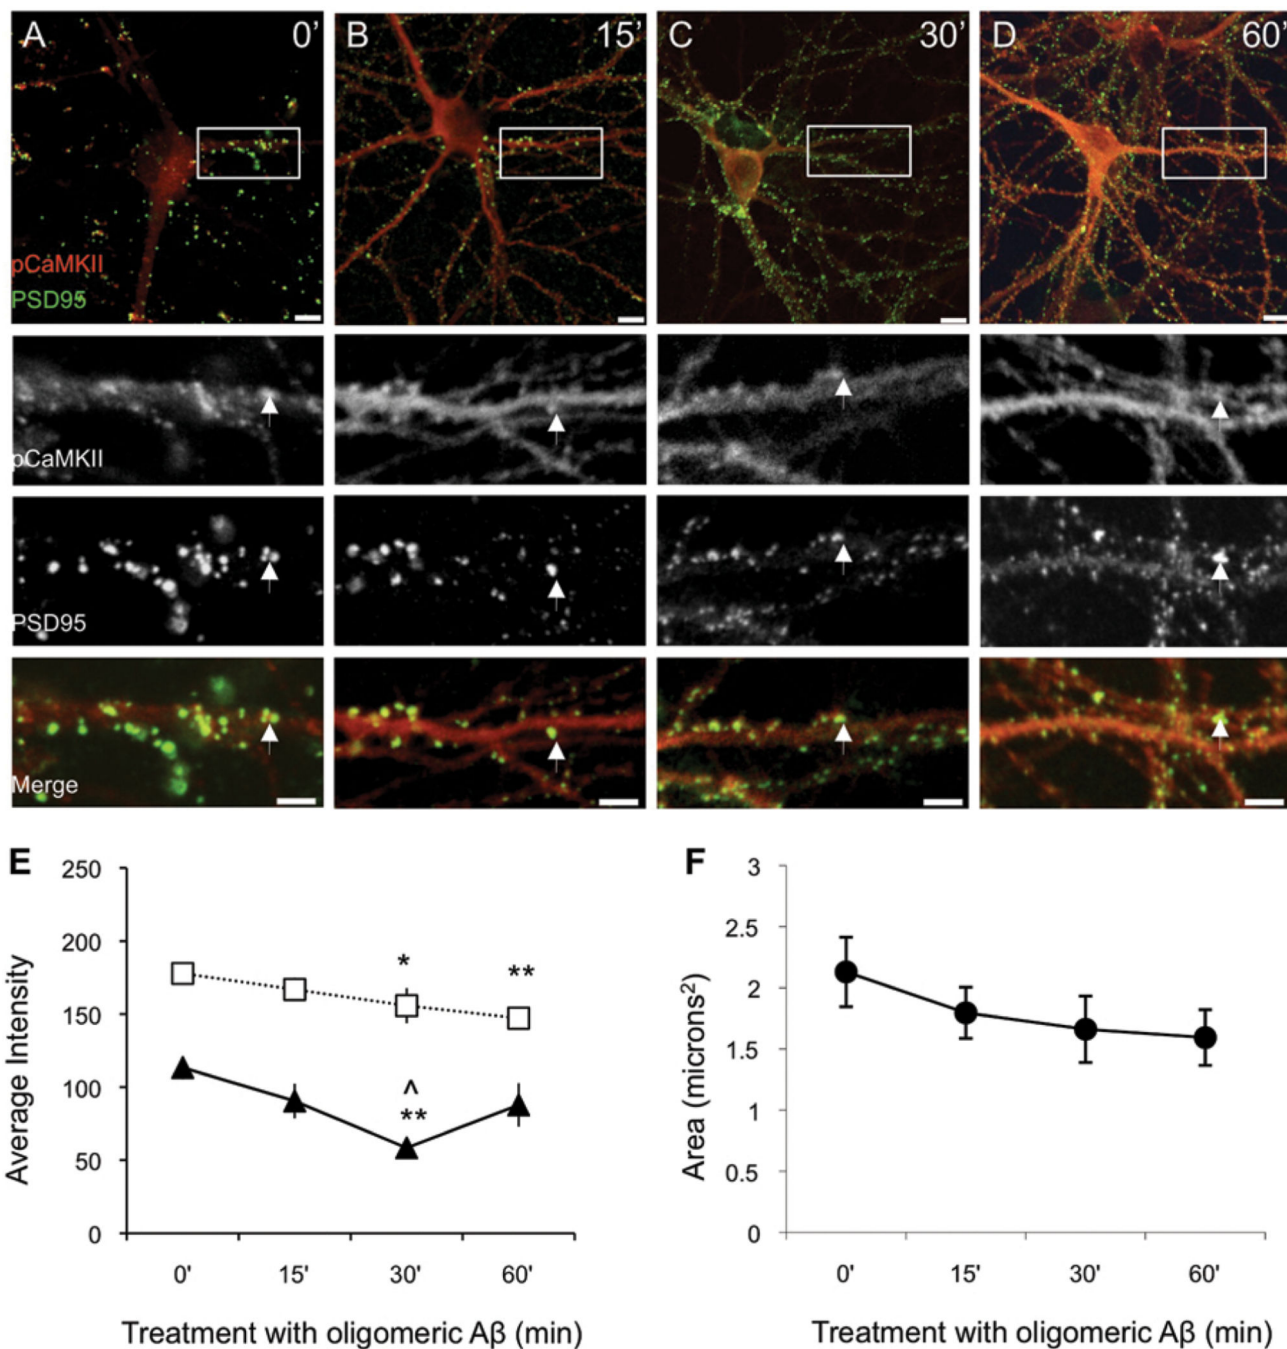 A 0’ B 15’ C 30’ D 60’
pCaMKII
PSD95
pCaMKII
PSD95
Merge
E
250
200
150
100
50
0
* **
^
**
Average Intensity
0' 15' 30' 60'
Treatment with oligomeric Aβ (min)
F
3
2.5
2
1.5
1
0.5
0
Area (microns²)
0' 15' 30' 60'
Treatment with oligomeric Aβ (min)